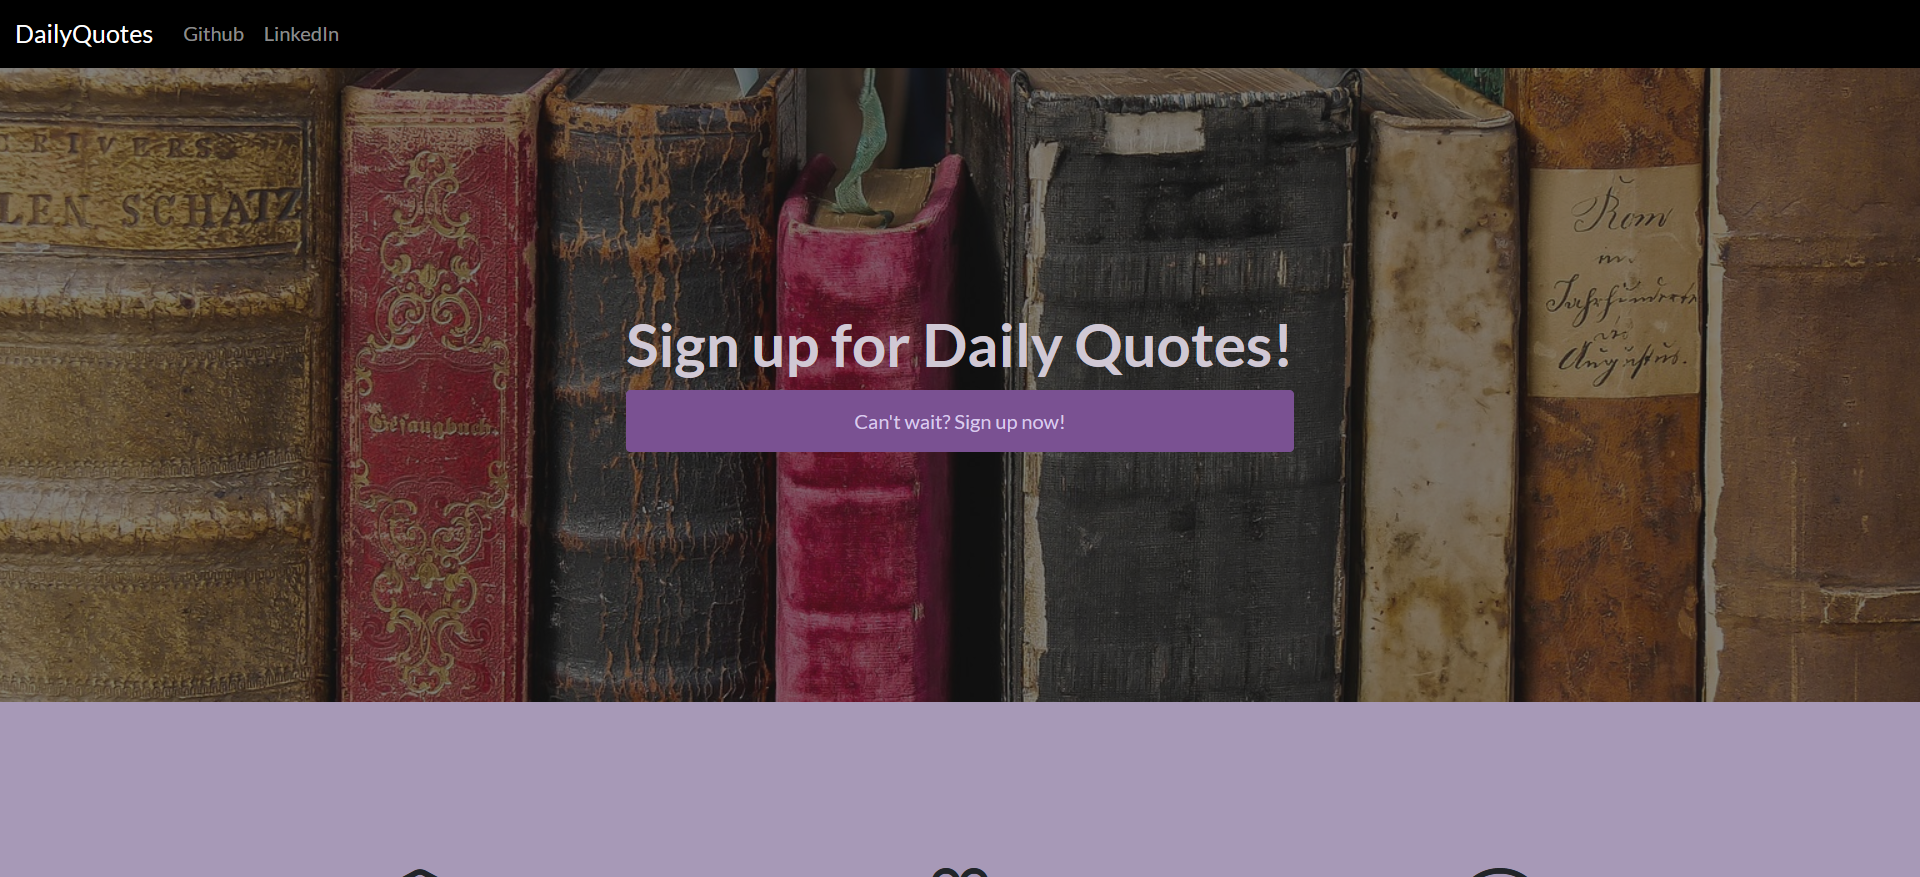 DailyQuotes Github LinkedIn
RIVERS
LEN SCHATZ
Rom
im
Jahrhunderte
des
Augustus.
Sign up for Daily Quotes!
Can't wait? Sign up now!
Gesangbuch.